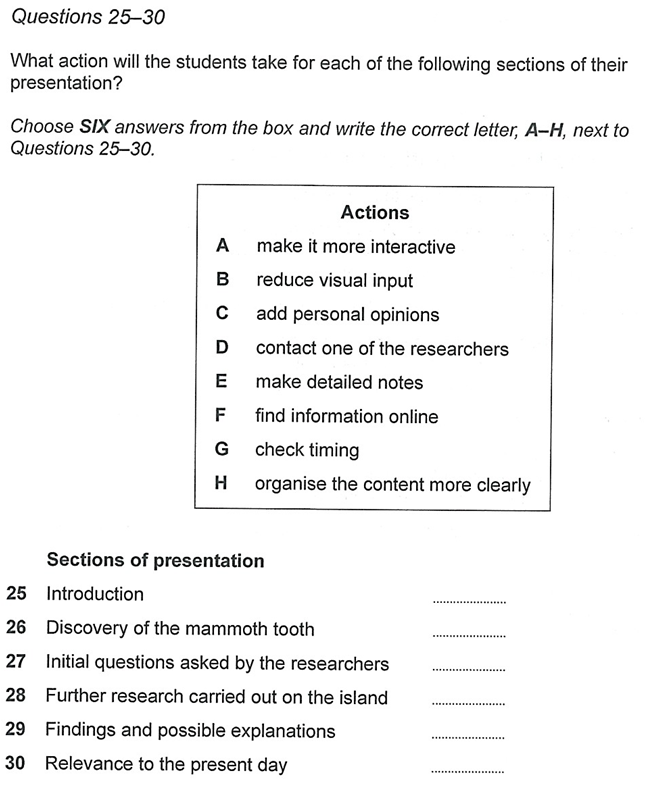 Questions 25–30
What action will the students take for each of the following sections of their
presentation?
Choose SIX answers from the box and write the correct letter, A–H, next to
Questions 25–30.
Actions
A make it more interactive
B reduce visual input
C add personal opinions
D contact one of the researchers
E make detailed notes
F find information online
G check timing
H organise the content more clearly
Sections of presentation
25 Introduction ......................
26 Discovery of the mammoth tooth ......................
27 Initial questions asked by the researchers ......................
28 Further research carried out on the island ......................
29 Findings and possible explanations ......................
30 Relevance to the present day ......................